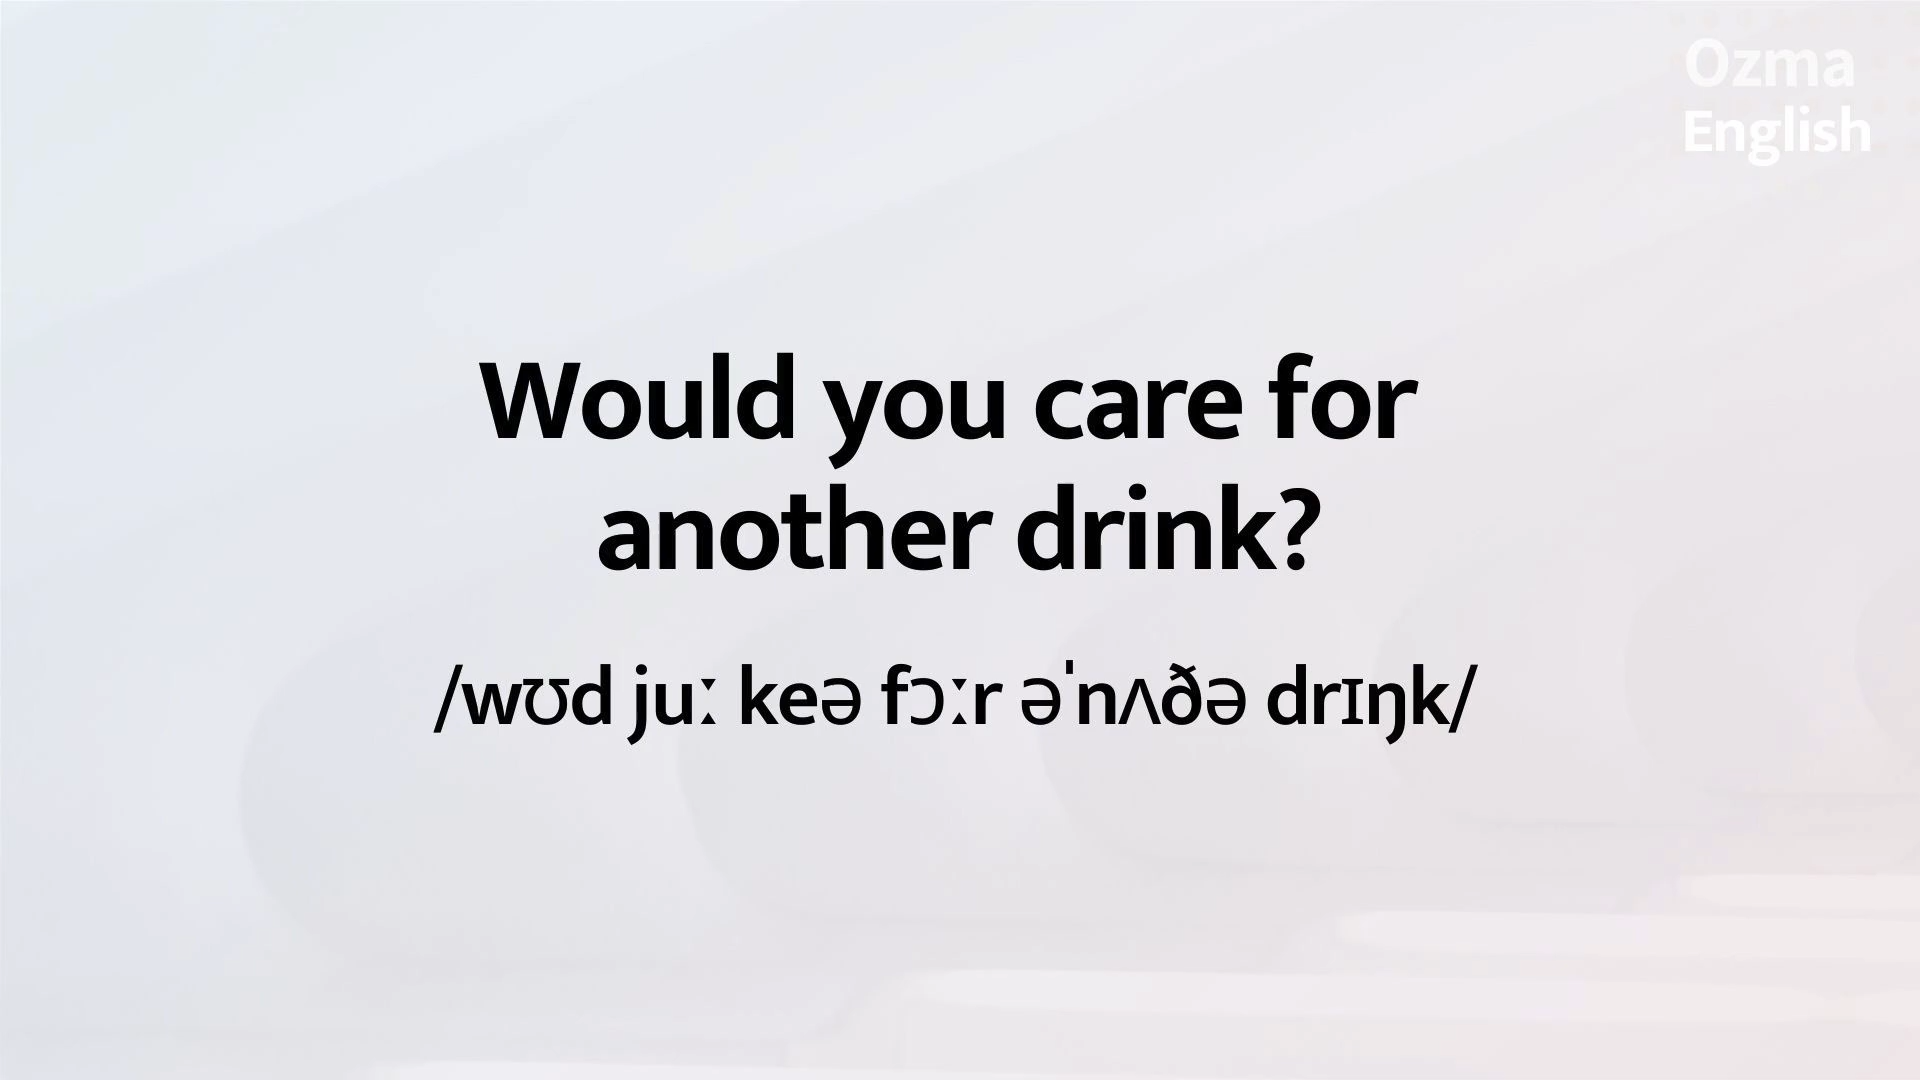 Ozma
English
Would you care for
another drink?
/wʊd juː keə fɔːr əˈnʌðə drɪŋk/